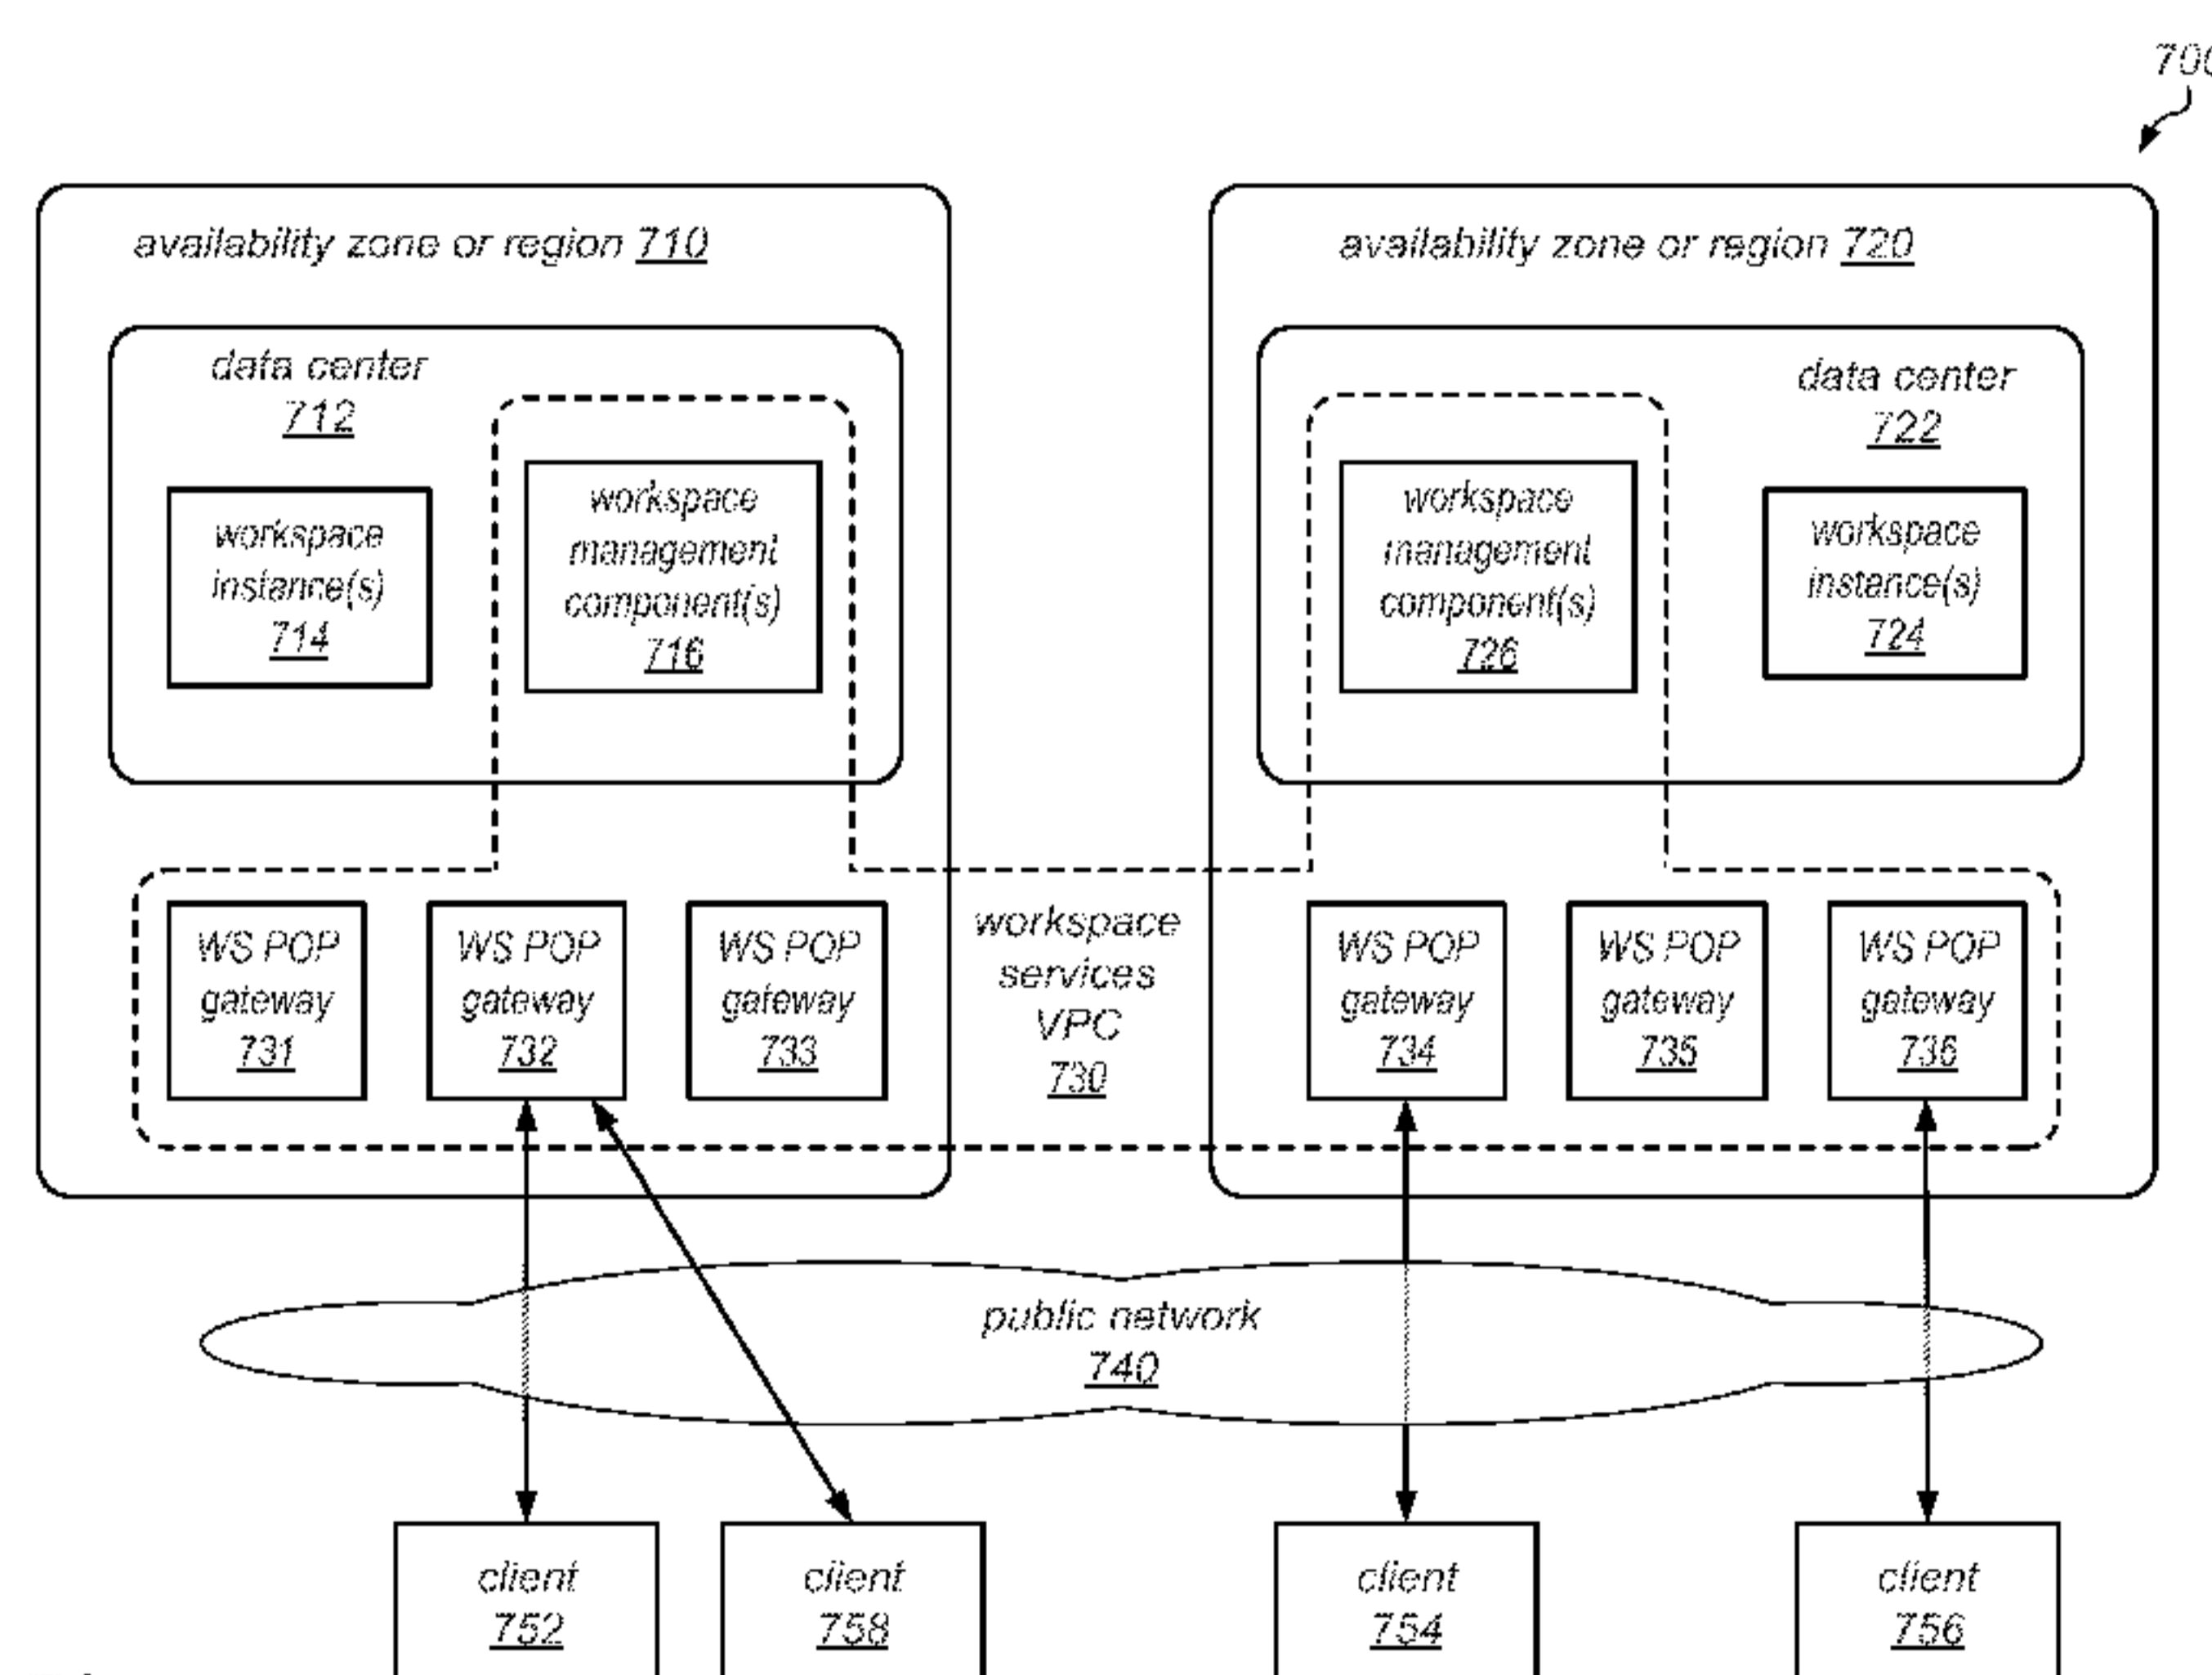 700
availability zone or region 710
data center
712
workspace
instance(s)
714
workspace
management
component(s)
716
availability zone or region 720
data center
722
workspace
management
component(s)
726
workspace
instance(s)
724
WS POP
gateway
731
WS POP
gateway
732
WS POP
gateway
733
workspace
services
VPC
730
WS POP
gateway
734
WS POP
gateway
735
WS POP
gateway
736
public network
740
client
752
client
758
client
754
client
756